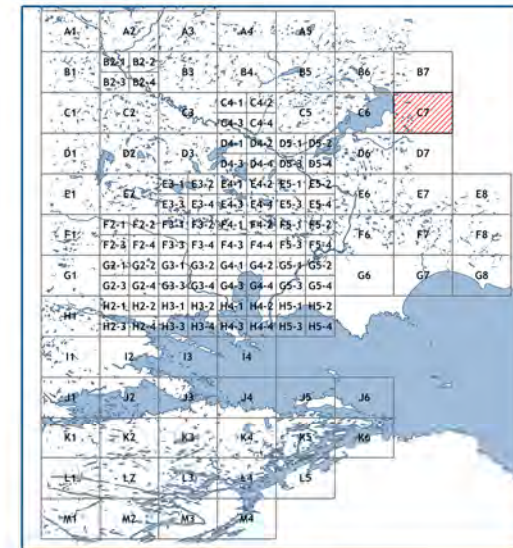 A1 A2 A3 A4 A5
B2-1 B2-2
B1 B3 B4 B5 B6 B7
B2-3 B2-4
C4-1 C4-2
C1 C2 C3 C5 C6 C7
C4-3 C4-4
D4-1 D4-2 D5-1 D5-2
D1 D2 D3 D6 D7
D4-3 D4-4 D5-3 D5-4
E3-1 E3-2 E4-1 E4-2 E5-1 E5-2
E1 E2 E6 E7 E8
E3-3 E3-4 E4-3 E4-4 E5-3 E5-4
F2-1 F2-2 F3-1 F3-2 F4-1 F4-2 F5-1 F5-2
F1 F6 F7 F8
F2-3 F2-4 F3-3 F3-4 F4-3 F4-4 F5-3 F5-4
G2-1 G2-2 G3-1 G3-2 G4-1 G4-2 G5-1 G5-2
G1 G6 G7 G8
G2-3 G2-4 G3-3 G3-4 G4-3 G4-4 G5-3 G5-4
H2-1 H2-2 H3-1 H3-2 H4-1 H4-2 H5-1 H5-2
H1
H2-3 H2-4 H3-3 H3-4 H4-3 H4-4 H5-3 H5-4
I1 I2 I3 I4
J1 J2 J3 J4 J5 J6
K1 K2 K3 K4 K5 K6
L1 L2 L3 L4 L5
M1 M2 M3 M4